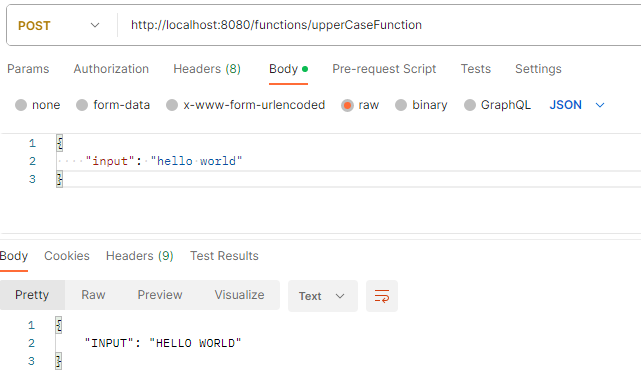 POST http://localhost:8080/functions/upperCaseFunction
Params Authorization Headers (8) Body Pre-request Script Tests Settings
none form-data x-www-form-urlencoded raw binary GraphQL JSON
1 {
2 ····"input":·"hello·world"
3 }
Body Cookies Headers (9) Test Results
Pretty Raw Preview Visualize Text
1 {
2 "INPUT": "HELLO WORLD"
3 }